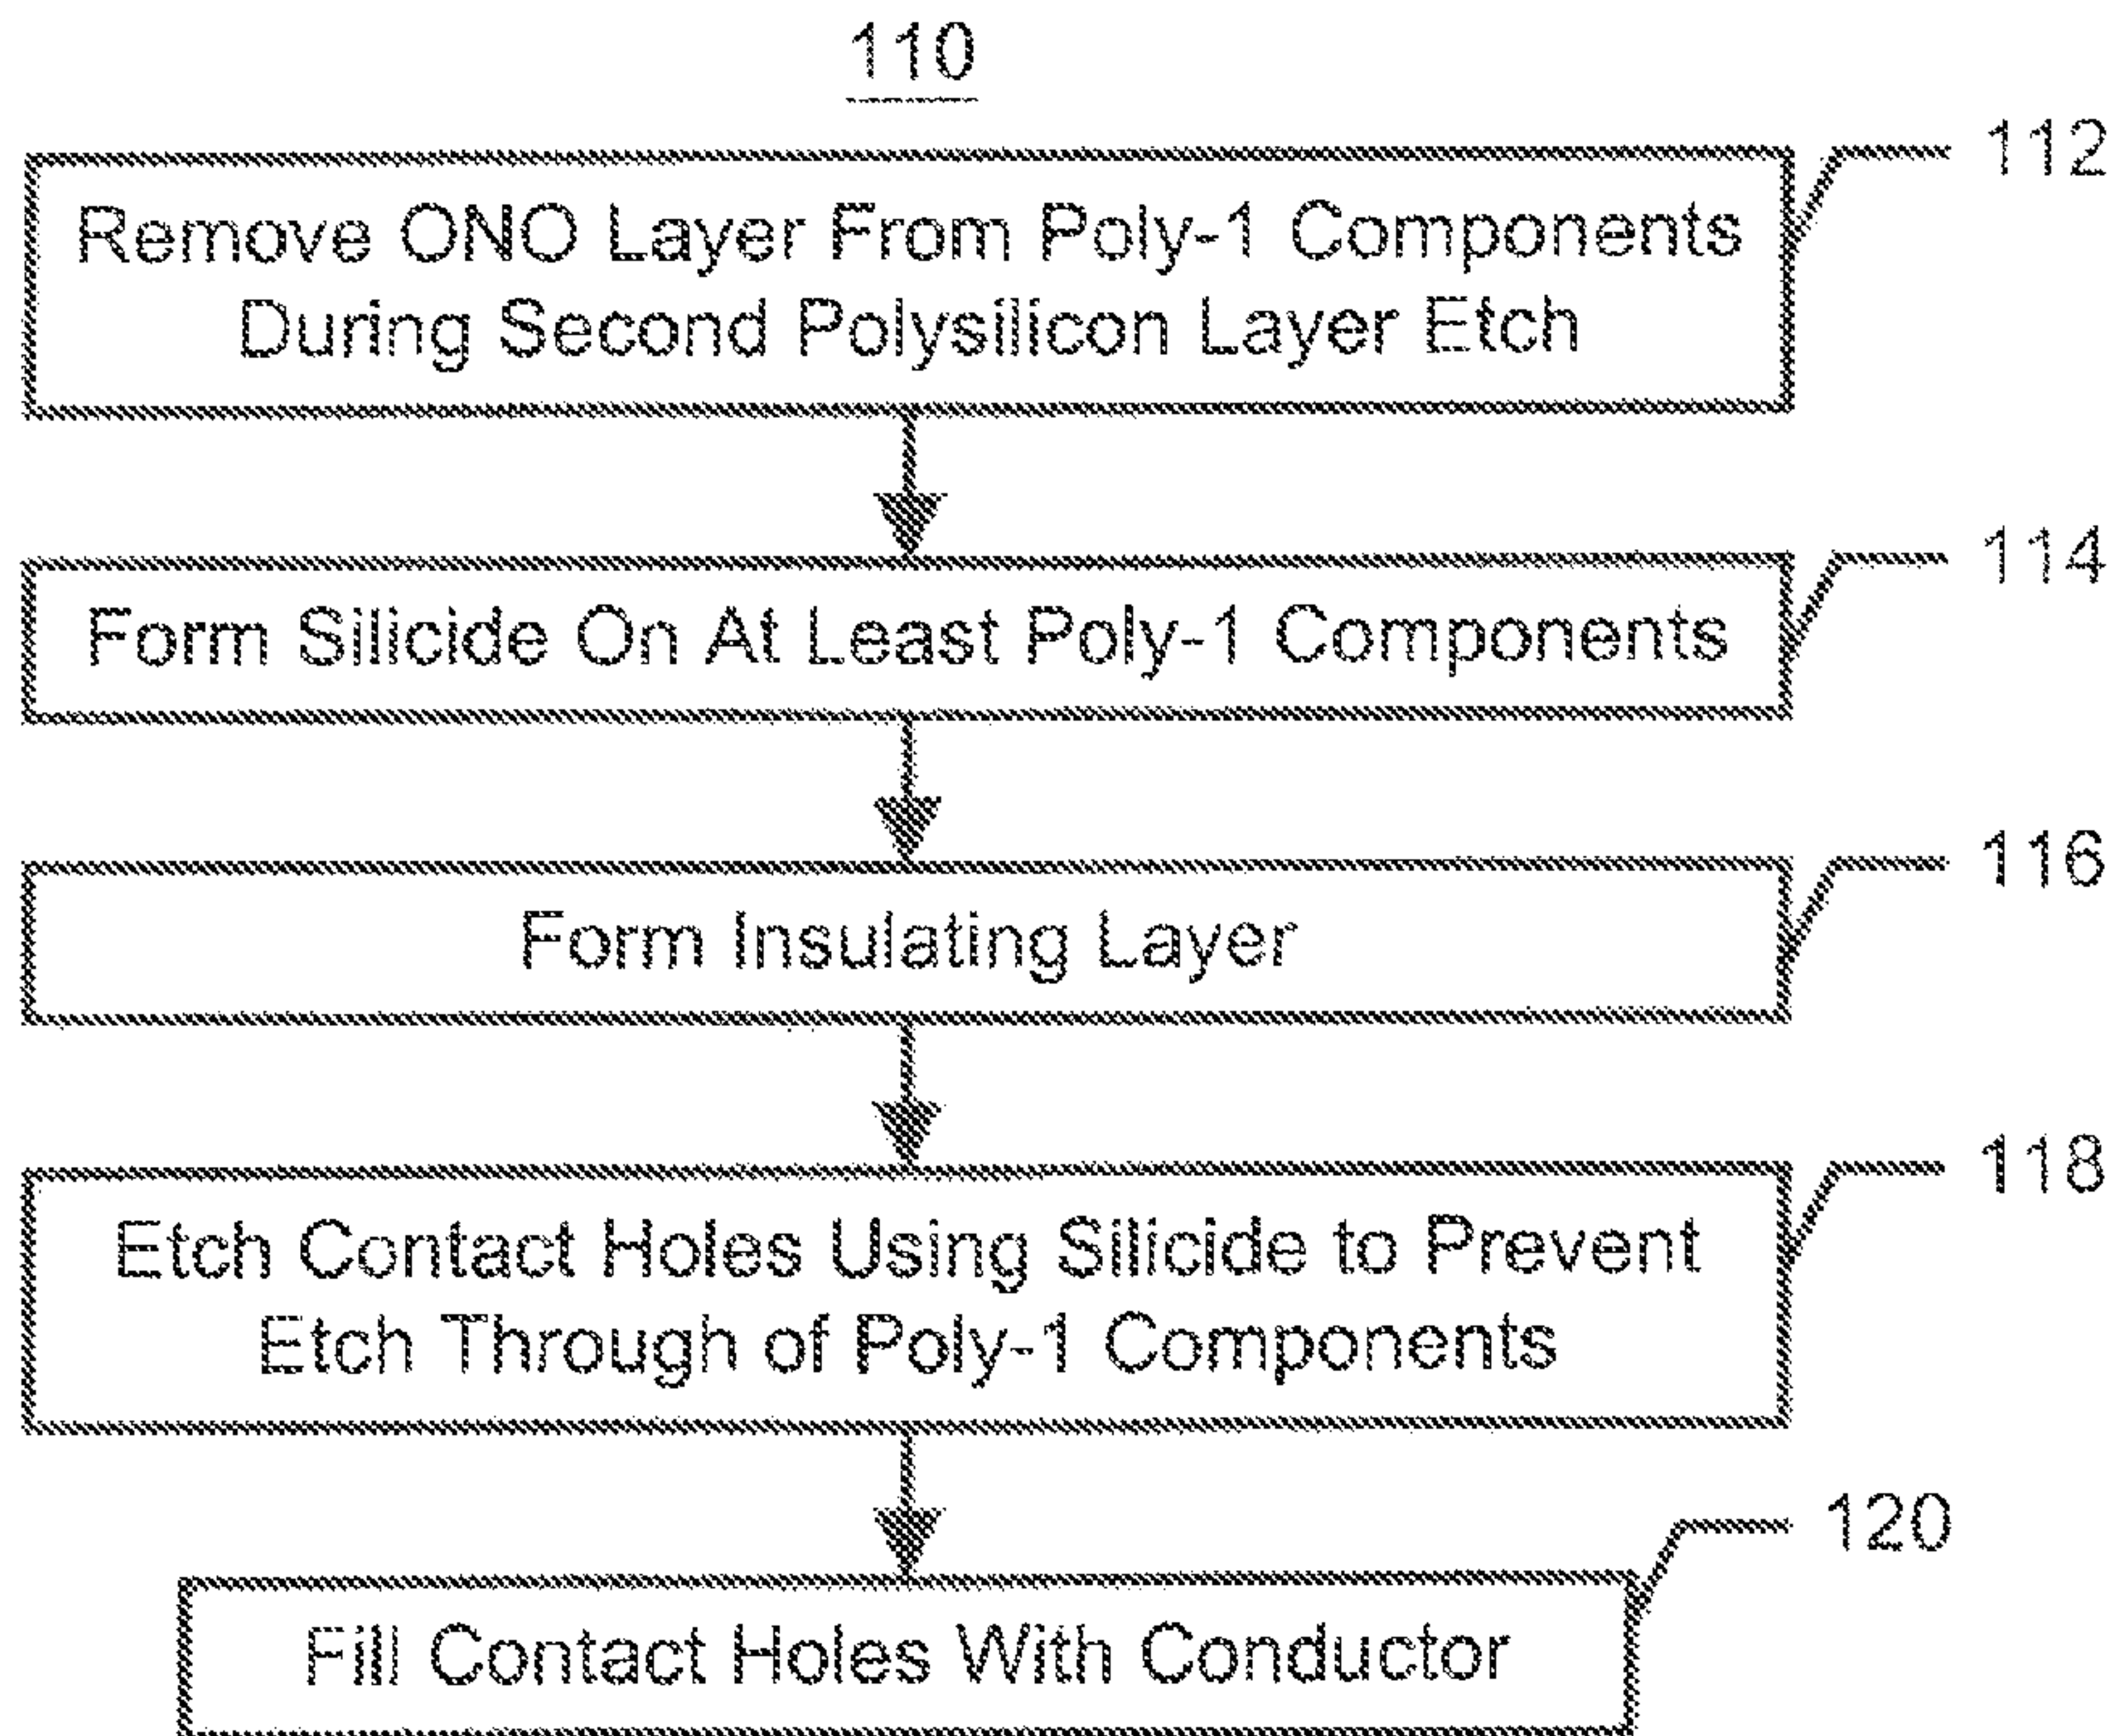 110
112
Remove ONO Layer From Poly-1 Components
During Second Polysilicon Layer Etch
114
Form Silicide On At Least Poly-1 Components
116
Form Insulating Layer
118
Etch Contact Holes Using Silicide to Prevent
Etch Through of Poly-1 Components
120
Fill Contact Holes With Conductor